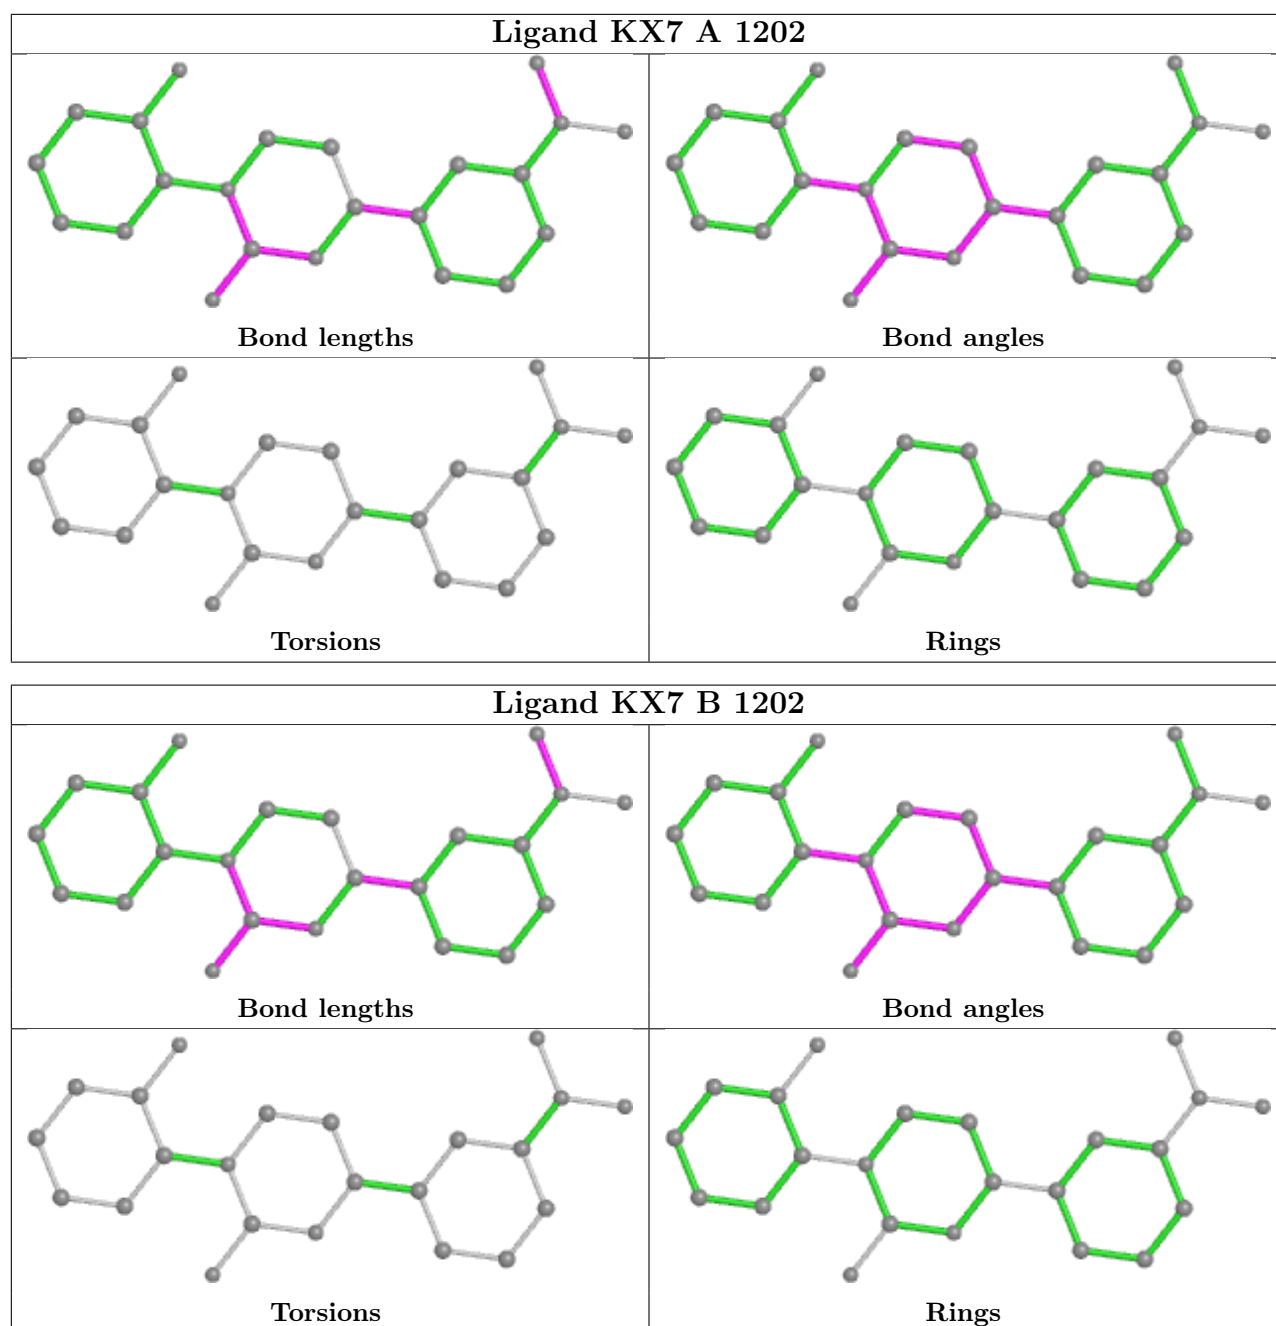 Ligand KX7 A 1202
Bond lengths
Bond angles
Torsions
Rings
Ligand KX7 B 1202
Bond lengths
Bond angles
Torsions
Rings